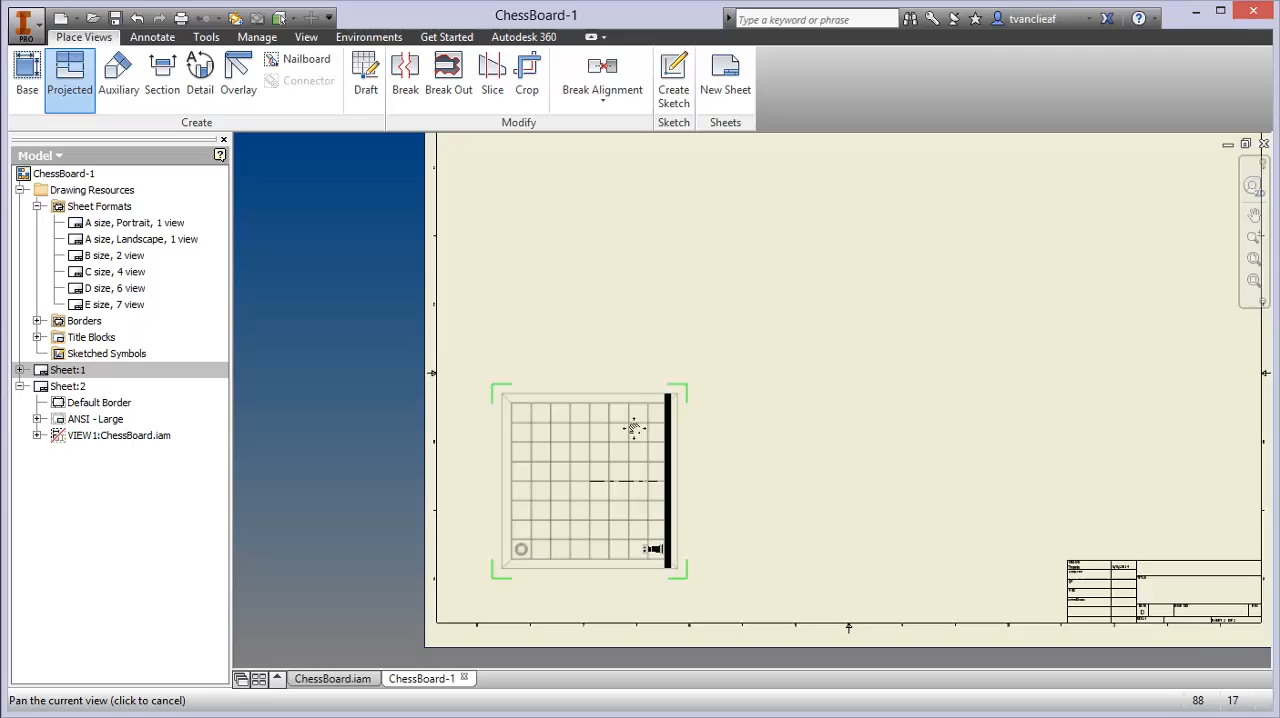 ChessBoard-1
Type a keyword or phrase
tvanclieaf
PRO
Place Views
Annotate
Tools
Manage
View
Environments
Get Started
Autodesk 360
Base
Projected
Auxiliary
Section
Detail
Overlay
Nailboard
Connector
Draft
Break
Break Out
Slice
Crop
Break Alignment
Create Sketch
New Sheet
Create
Modify
Sketch
Sheets
Model
ChessBoard-1
Drawing Resources
Sheet Formats
A size, Portrait, 1 view
A size, Landscape, 1 view
B size, 2 view
C size, 4 view
D size, 6 view
E size, 7 view
Borders
Title Blocks
Sketched Symbols
Sheet:1
Sheet:2
Default Border
ANSI - Large
VIEW1:ChessBoard.iam
2D
ChessBoard.iam
ChessBoard-1
Pan the current view (click to cancel)
88
17